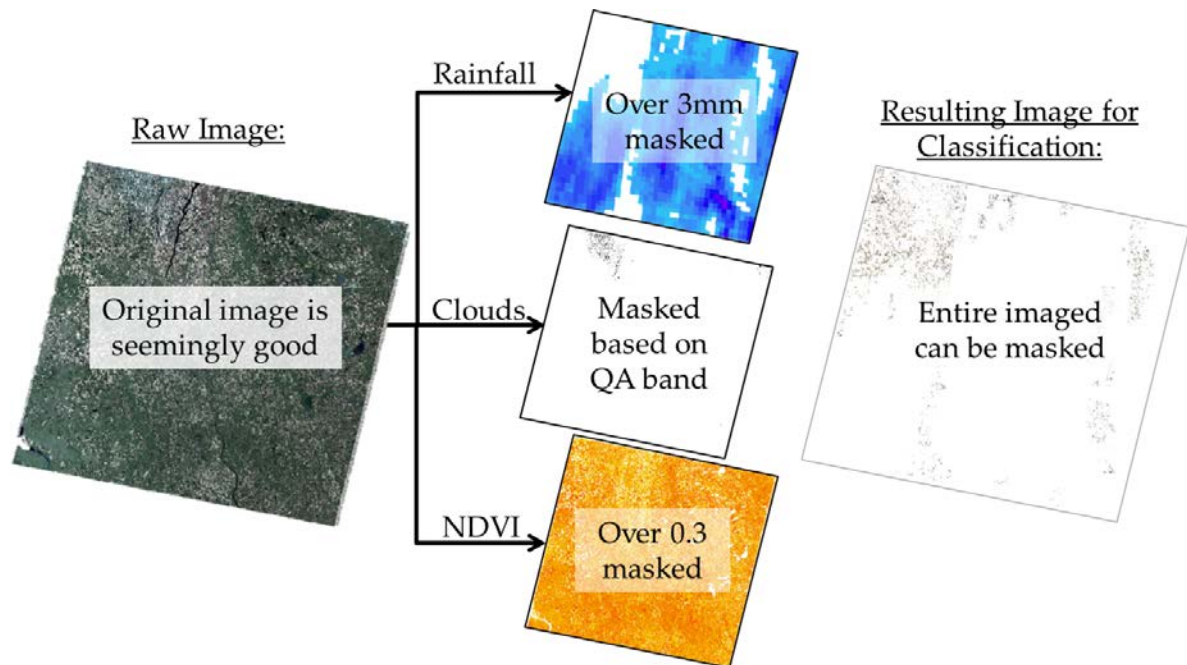 Raw Image:
Original image is
seemingly good
Rainfall
Over 3mm
masked
Clouds
Masked
based on
QA band
NDVI
Over 0.3
masked
Resulting Image for
Classification:
Entire imaged
can be masked